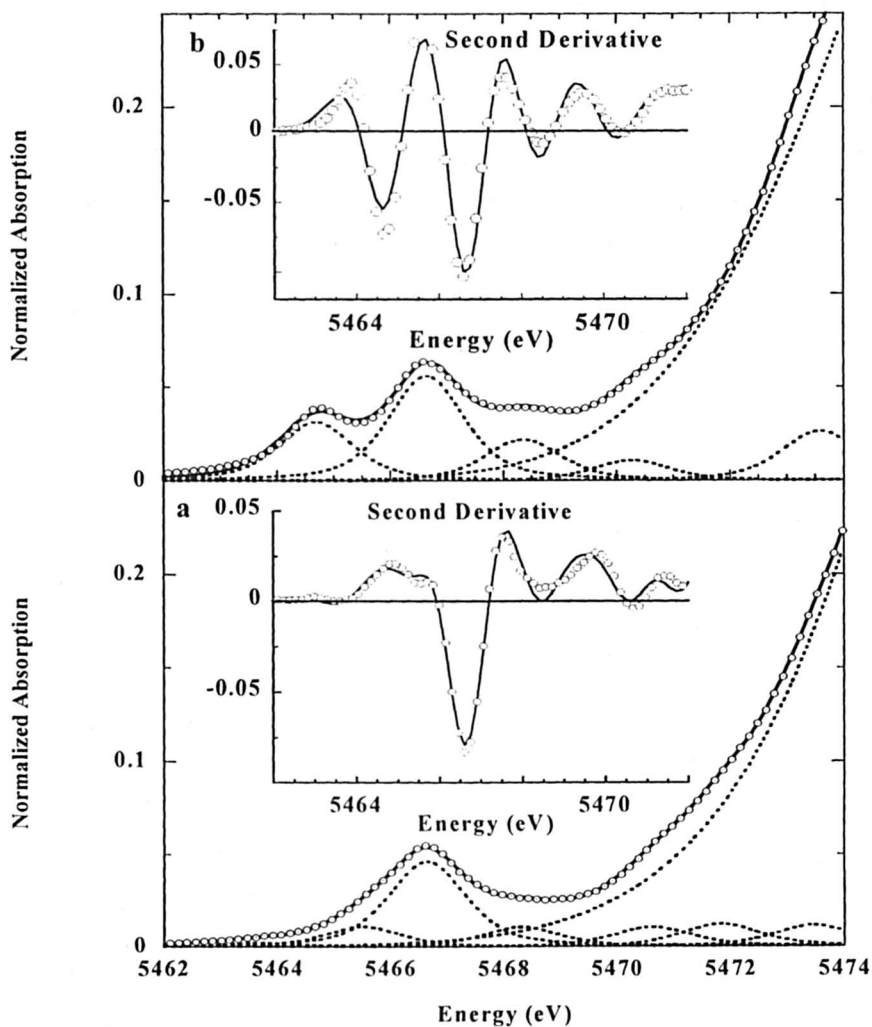 b
Second Derivative
0.2
0.05
0
-0.05
5464
5470
Energy (eV)
0.1
0
Normalized Absorption
a
Second Derivative
0.2
0.05
0
-0.05
5464
5470
Energy (eV)
0.1
0
Normalized Absorption
5462
5464
5466
5468
5470
5472
5474
Energy (eV)